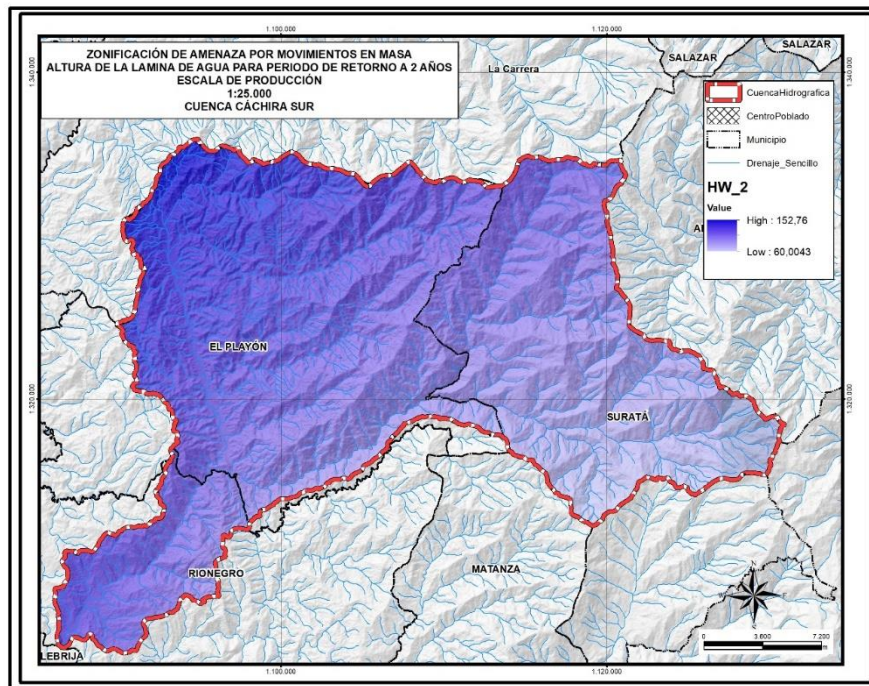 ZONIFICACIÓN DE AMENAZA POR MOVIMIENTOS EN MASA
ALTURA DE LA LAMINA DE AGUA PARA PERIODO DE RETORNO A 2 AÑOS
ESCALA DE PRODUCCIÓN
1:25.000
CUENCA CÁCHIRA SUR
1.100.000
1.120.000
SALAZAR
SALAZAR
La Carrera
1.340.000
1.340.000
CuencaHidrografica
CentroPoblado
Municipio
Drenaje_Sencillo
HW_2
Value
High : 152,76
Low : 60,0043
EL PLAYÓN
1.320.000
1.320.000
SURATÁ
MATANZA
RIONEGRO
LEBRIJA
0 3.600 7.200
m
1.100.000
1.120.000